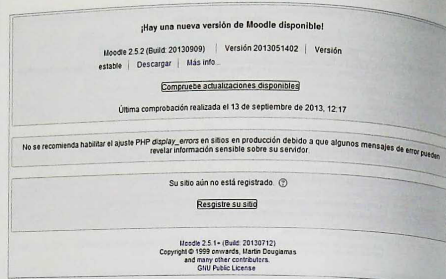 ¡Hay una nueva versión de Moodle disponible!
Moodle 2.5.2 (Build: 20130909) | Versión 2013051402 | Versión
estable | Descargar | Más info...
Compruebe actualizaciones disponibles
Última comprobación realizada el 13 de septiembre de 2013, 12:17
No se recomienda habilitar el ajuste PHP display_errors en sitios en producción debido a que algunos mensajes de error pueden
revelar información sensible sobre su servidor.
Su sitio aún no está registrado. ?
Resgistre su sitio
Moodle 2.5.1+ (Build: 20130712)
Copyright © 1999 onwards, Martin Dougiamas
and many other contributors.
GNU Public License